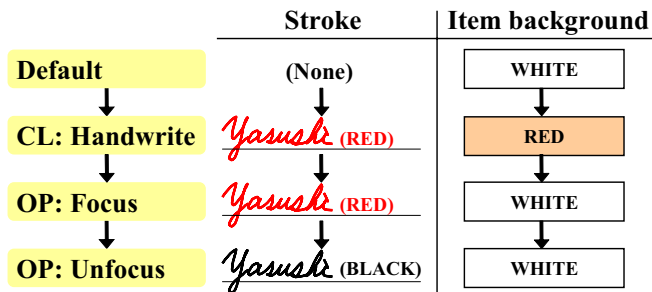 Stroke Item background
Default (None) WHITE
CL: Handwrite Yasushi (RED) RED
OP: Focus Yasushi (RED) WHITE
OP: Unfocus Yasushi (BLACK) WHITE